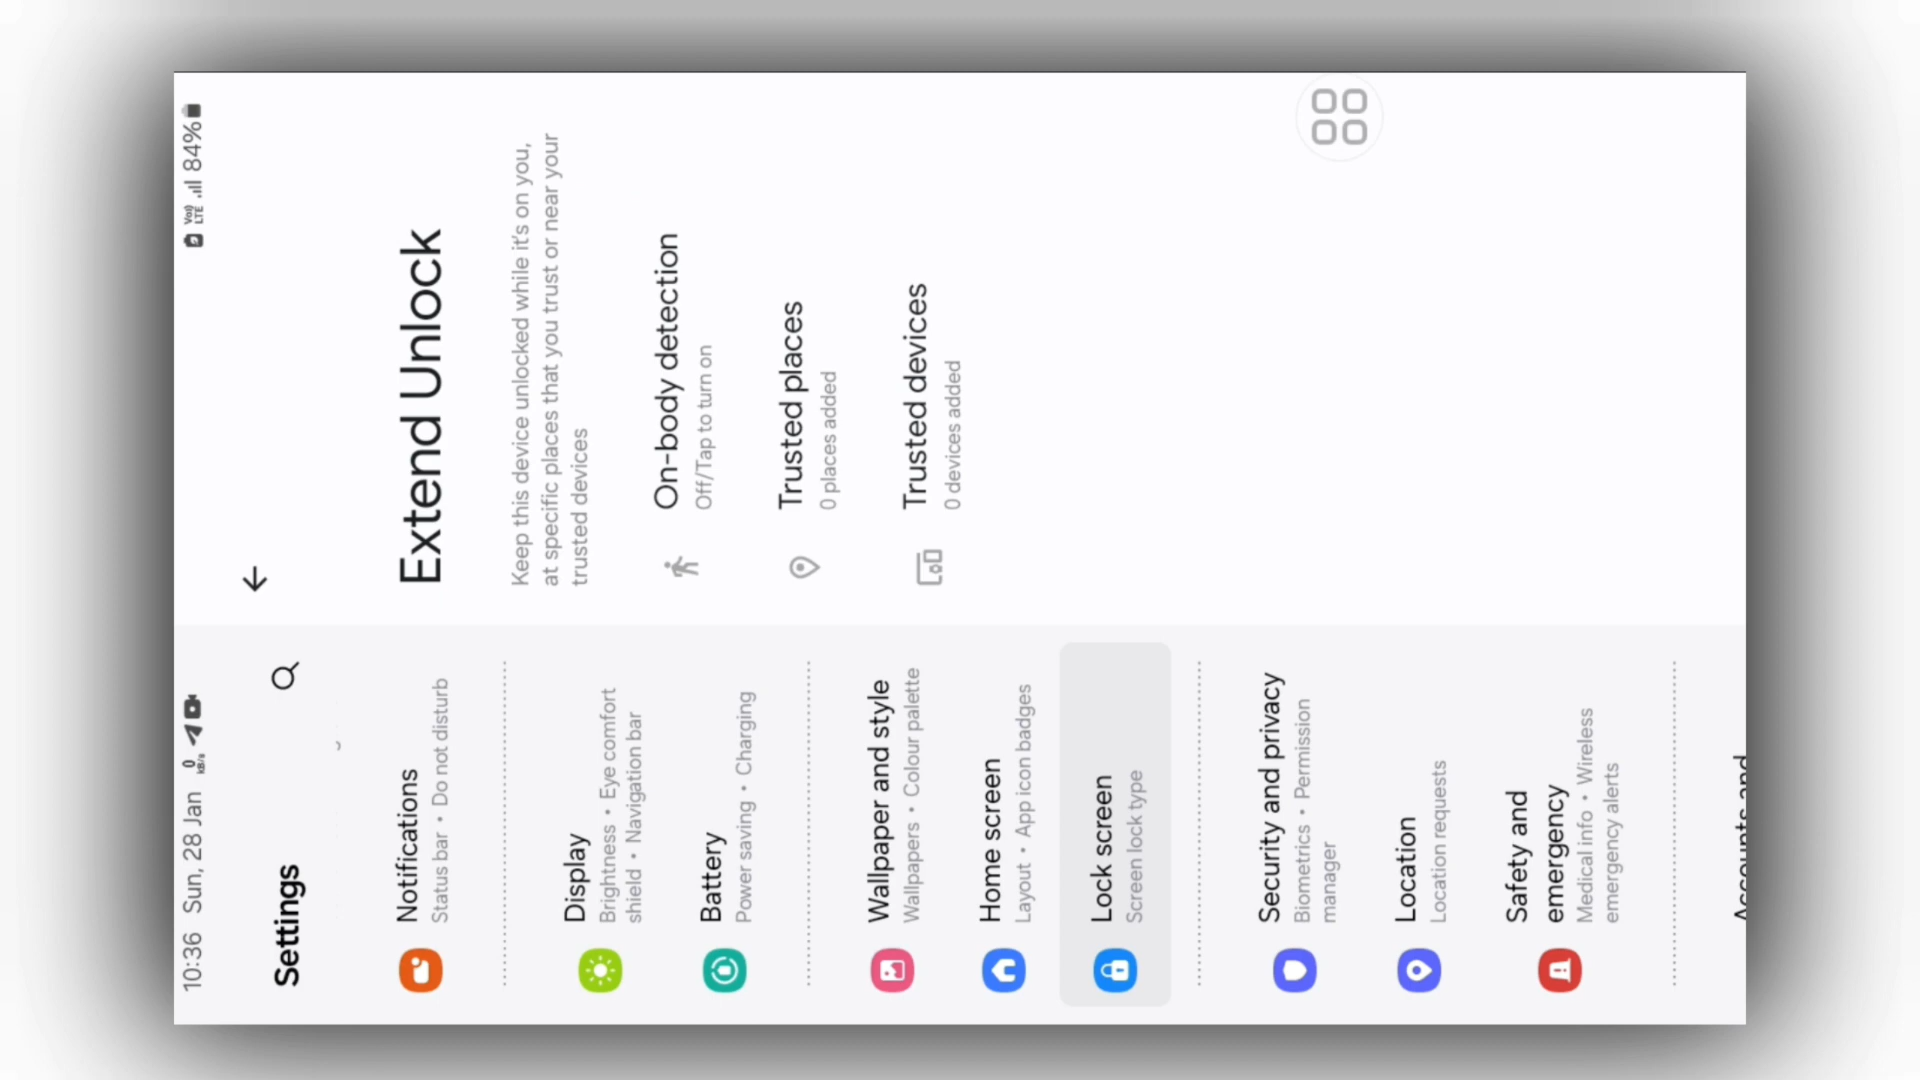 10:36 Sun, 28 Jan 0 KB/s
Vo) LTE 84%
Settings
Notifications
Status bar • Do not disturb
Display
Brightness • Eye comfort
shield • Navigation bar
Battery
Power saving • Charging
Wallpaper and style
Wallpapers • Colour palette
Home screen
Layout • App icon badges
Lock screen
Screen lock type
Security and privacy
Biometrics • Permission
manager
Location
Location requests
Safety and
emergency
Medical info • Wireless
emergency alerts
Accounts and
Extend Unlock
Keep this device unlocked while it's on you,
at specific places that you trust or near your
trusted devices
On-body detection
Off/Tap to turn on
Trusted places
0 places added
Trusted devices
0 devices added